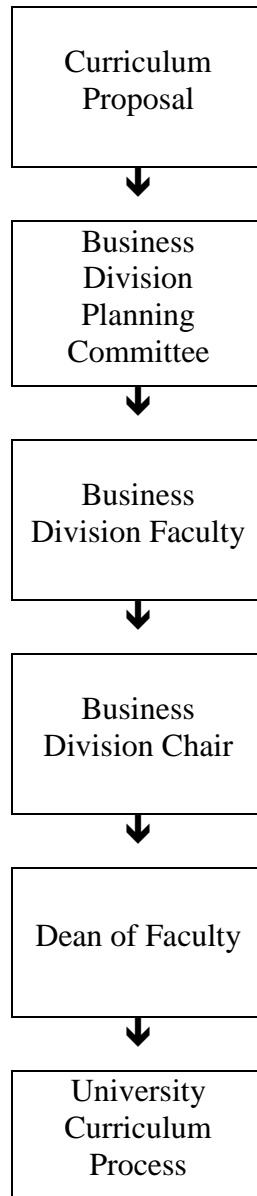 Curriculum
Proposal
Business
Division
Planning
Committee
Business
Division Faculty
Business
Division Chair
Dean of Faculty
University
Curriculum
Process